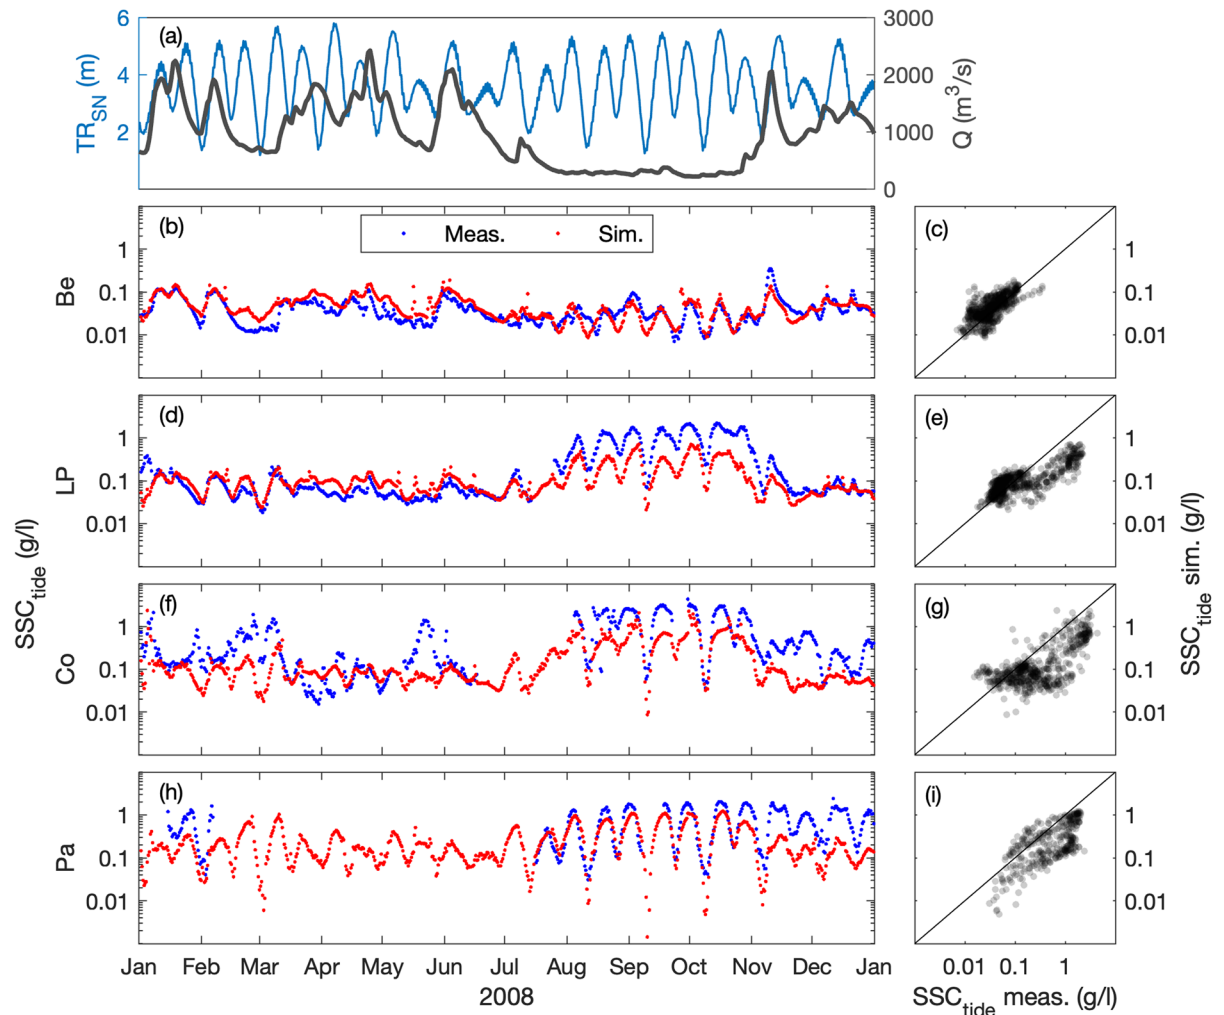 6
4
2
TR_SN (m)
(a)
3000
2000
1000
0
Q (m³/s)
(b)
Meas.
Sim.
1
0.1
0.01
Be
(c)
1
0.1
0.01
(d)
1
0.1
0.01
LP
(e)
1
0.1
0.01
SSC_tide (g/l)
(f)
1
0.1
0.01
Co
(g)
1
0.1
0.01
SSC_tide sim. (g/l)
(h)
1
0.1
0.01
Pa
(i)
1
0.1
0.01
Jan Feb Mar Apr May Jun Jul Aug Sep Oct Nov Dec Jan
2008
0.01 0.1 1
SSC_tide meas. (g/l)